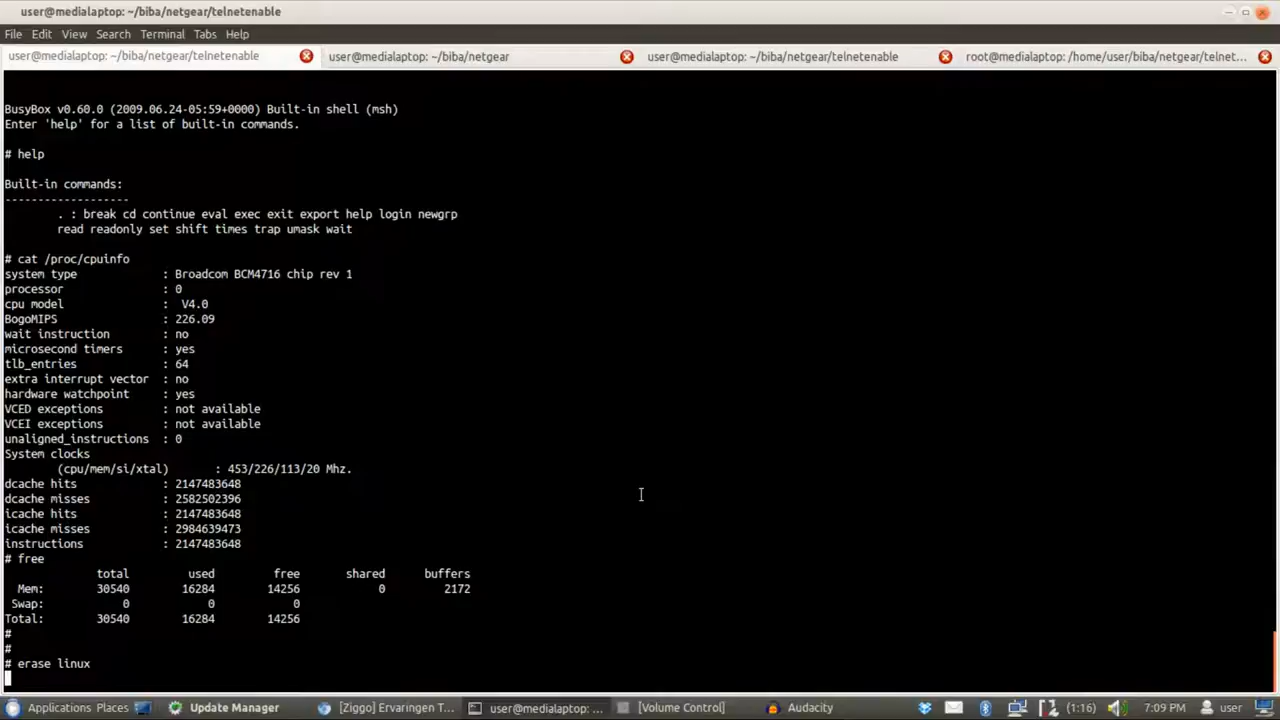 user@medialaptop: ~/biba/netgear/telnetenable
File Edit View Search Terminal Tabs Help
user@medialaptop: ~/biba/netgear/telnetenable user@medialaptop: ~/biba/netgear user@medialaptop: ~/biba/netgear/telnetenable root@medialaptop: /home/user/biba/netgear/telnet...
BusyBox v0.60.0 (2009.06.24-05:59+0000) Built-in shell (msh)
Enter 'help' for a list of built-in commands.
# help
Built-in commands:
-------------------
. : break cd continue eval exec exit export help login newgrp
read readonly set shift times trap umask wait
# cat /proc/cpuinfo
system type : Broadcom BCM4716 chip rev 1
processor : 0
cpu model : V4.0
BogoMIPS : 226.09
wait instruction : no
microsecond timers : yes
tlb_entries : 64
extra interrupt vector : no
hardware watchpoint : yes
VCED exceptions : not available
VCEI exceptions : not available
unaligned_instructions : 0
System clocks
(cpu/mem/si/xtal) : 453/226/113/20 Mhz.
dcache hits : 2147483648
dcache misses : 2582502396
icache hits : 2147483648
icache misses : 2984639473
instructions : 2147483648
# free
total used free shared buffers
Mem: 30540 16284 14256 0 2172
Swap: 0 0 0
Total: 30540 16284 14256
#
#
# erase linux
Applications Places Update Manager [Ziggo] Ervaringen T... user@medialaptop: ... [Volume Control] Audacity (1:16) 7:09 PM user